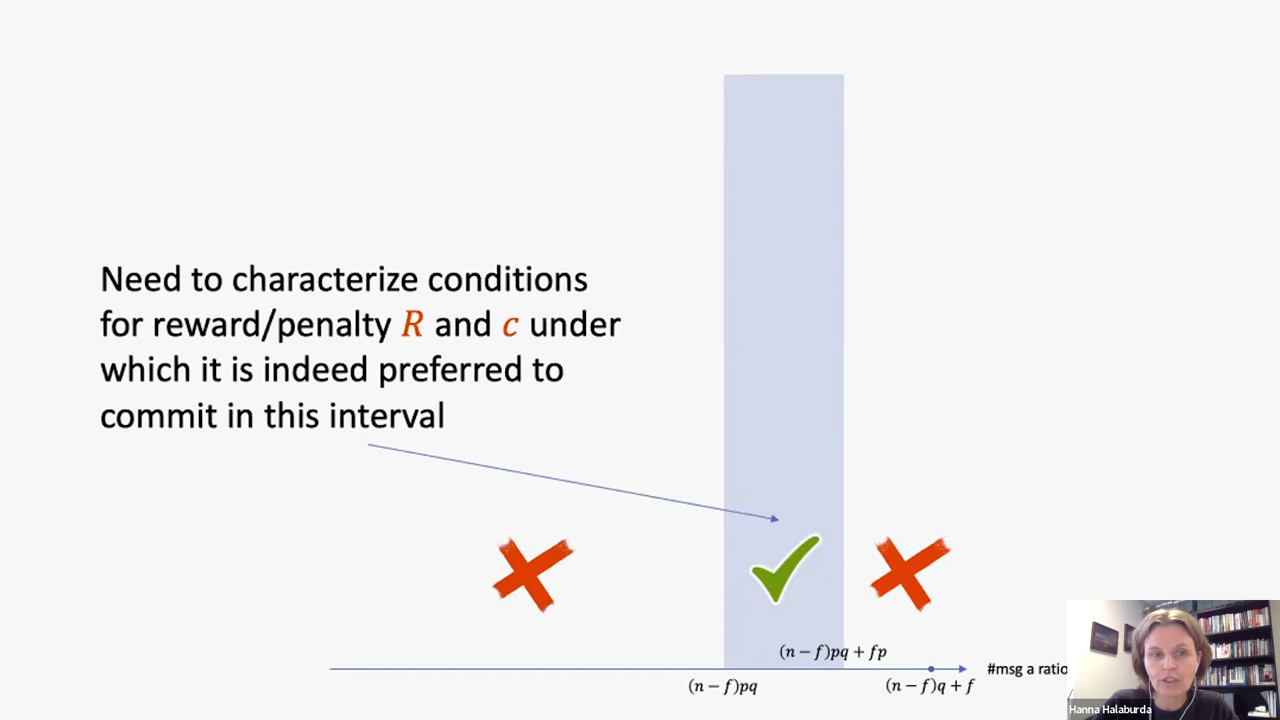 Need to characterize conditions
for reward/penalty R and c under
which it is indeed preferred to
commit in this interval
(n − f)pq + fp
#msg a ratio
(n − f)pq
(n − f)q + f
Hanna Halaburda